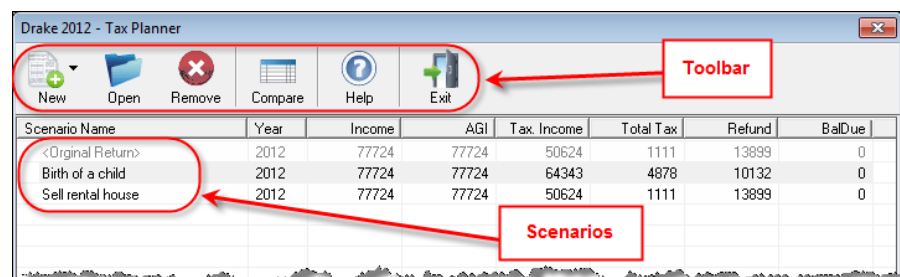 Drake 2012 - Tax Planner
Toolbar
New Open Remove Compare Help Exit
Scenario Name Year Income AGI Tax. Income Total Tax Refund BalDue
<Orginal Return> 2012 77724 77724 50624 1111 13899 0
Birth of a child 2012 77724 77724 64343 4878 10132 0
Sell rental house 2012 77724 77724 50624 1111 13899 0
Scenarios